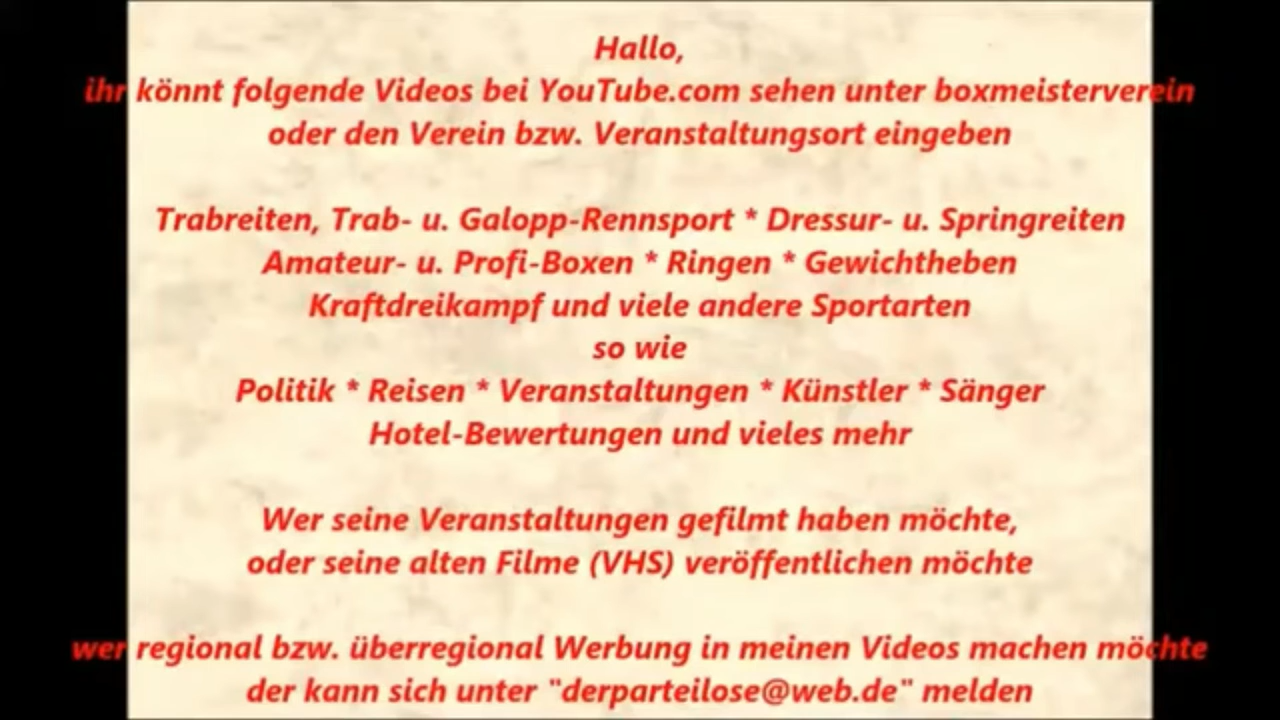 Hallo,
ihr könnt folgende Videos bei YouTube.com sehen unter boxmeisterverein
oder den Verein bzw. Veranstaltungsort eingeben
Trabreiten, Trab- u. Galopp-Rennsport * Dressur- u. Springreiten
Amateur- u. Profi-Boxen * Ringen * Gewichtheben
Kraftdreikampf und viele andere Sportarten
so wie
Politik * Reisen * Veranstaltungen * Künstler * Sänger
Hotel-Bewertungen und vieles mehr
Wer seine Veranstaltungen gefilmt haben möchte,
oder seine alten Filme (VHS) veröffentlichen möchte
wer regional bzw. überregional Werbung in meinen Videos machen möchte
der kann sich unter "derparteilose@web.de" melden